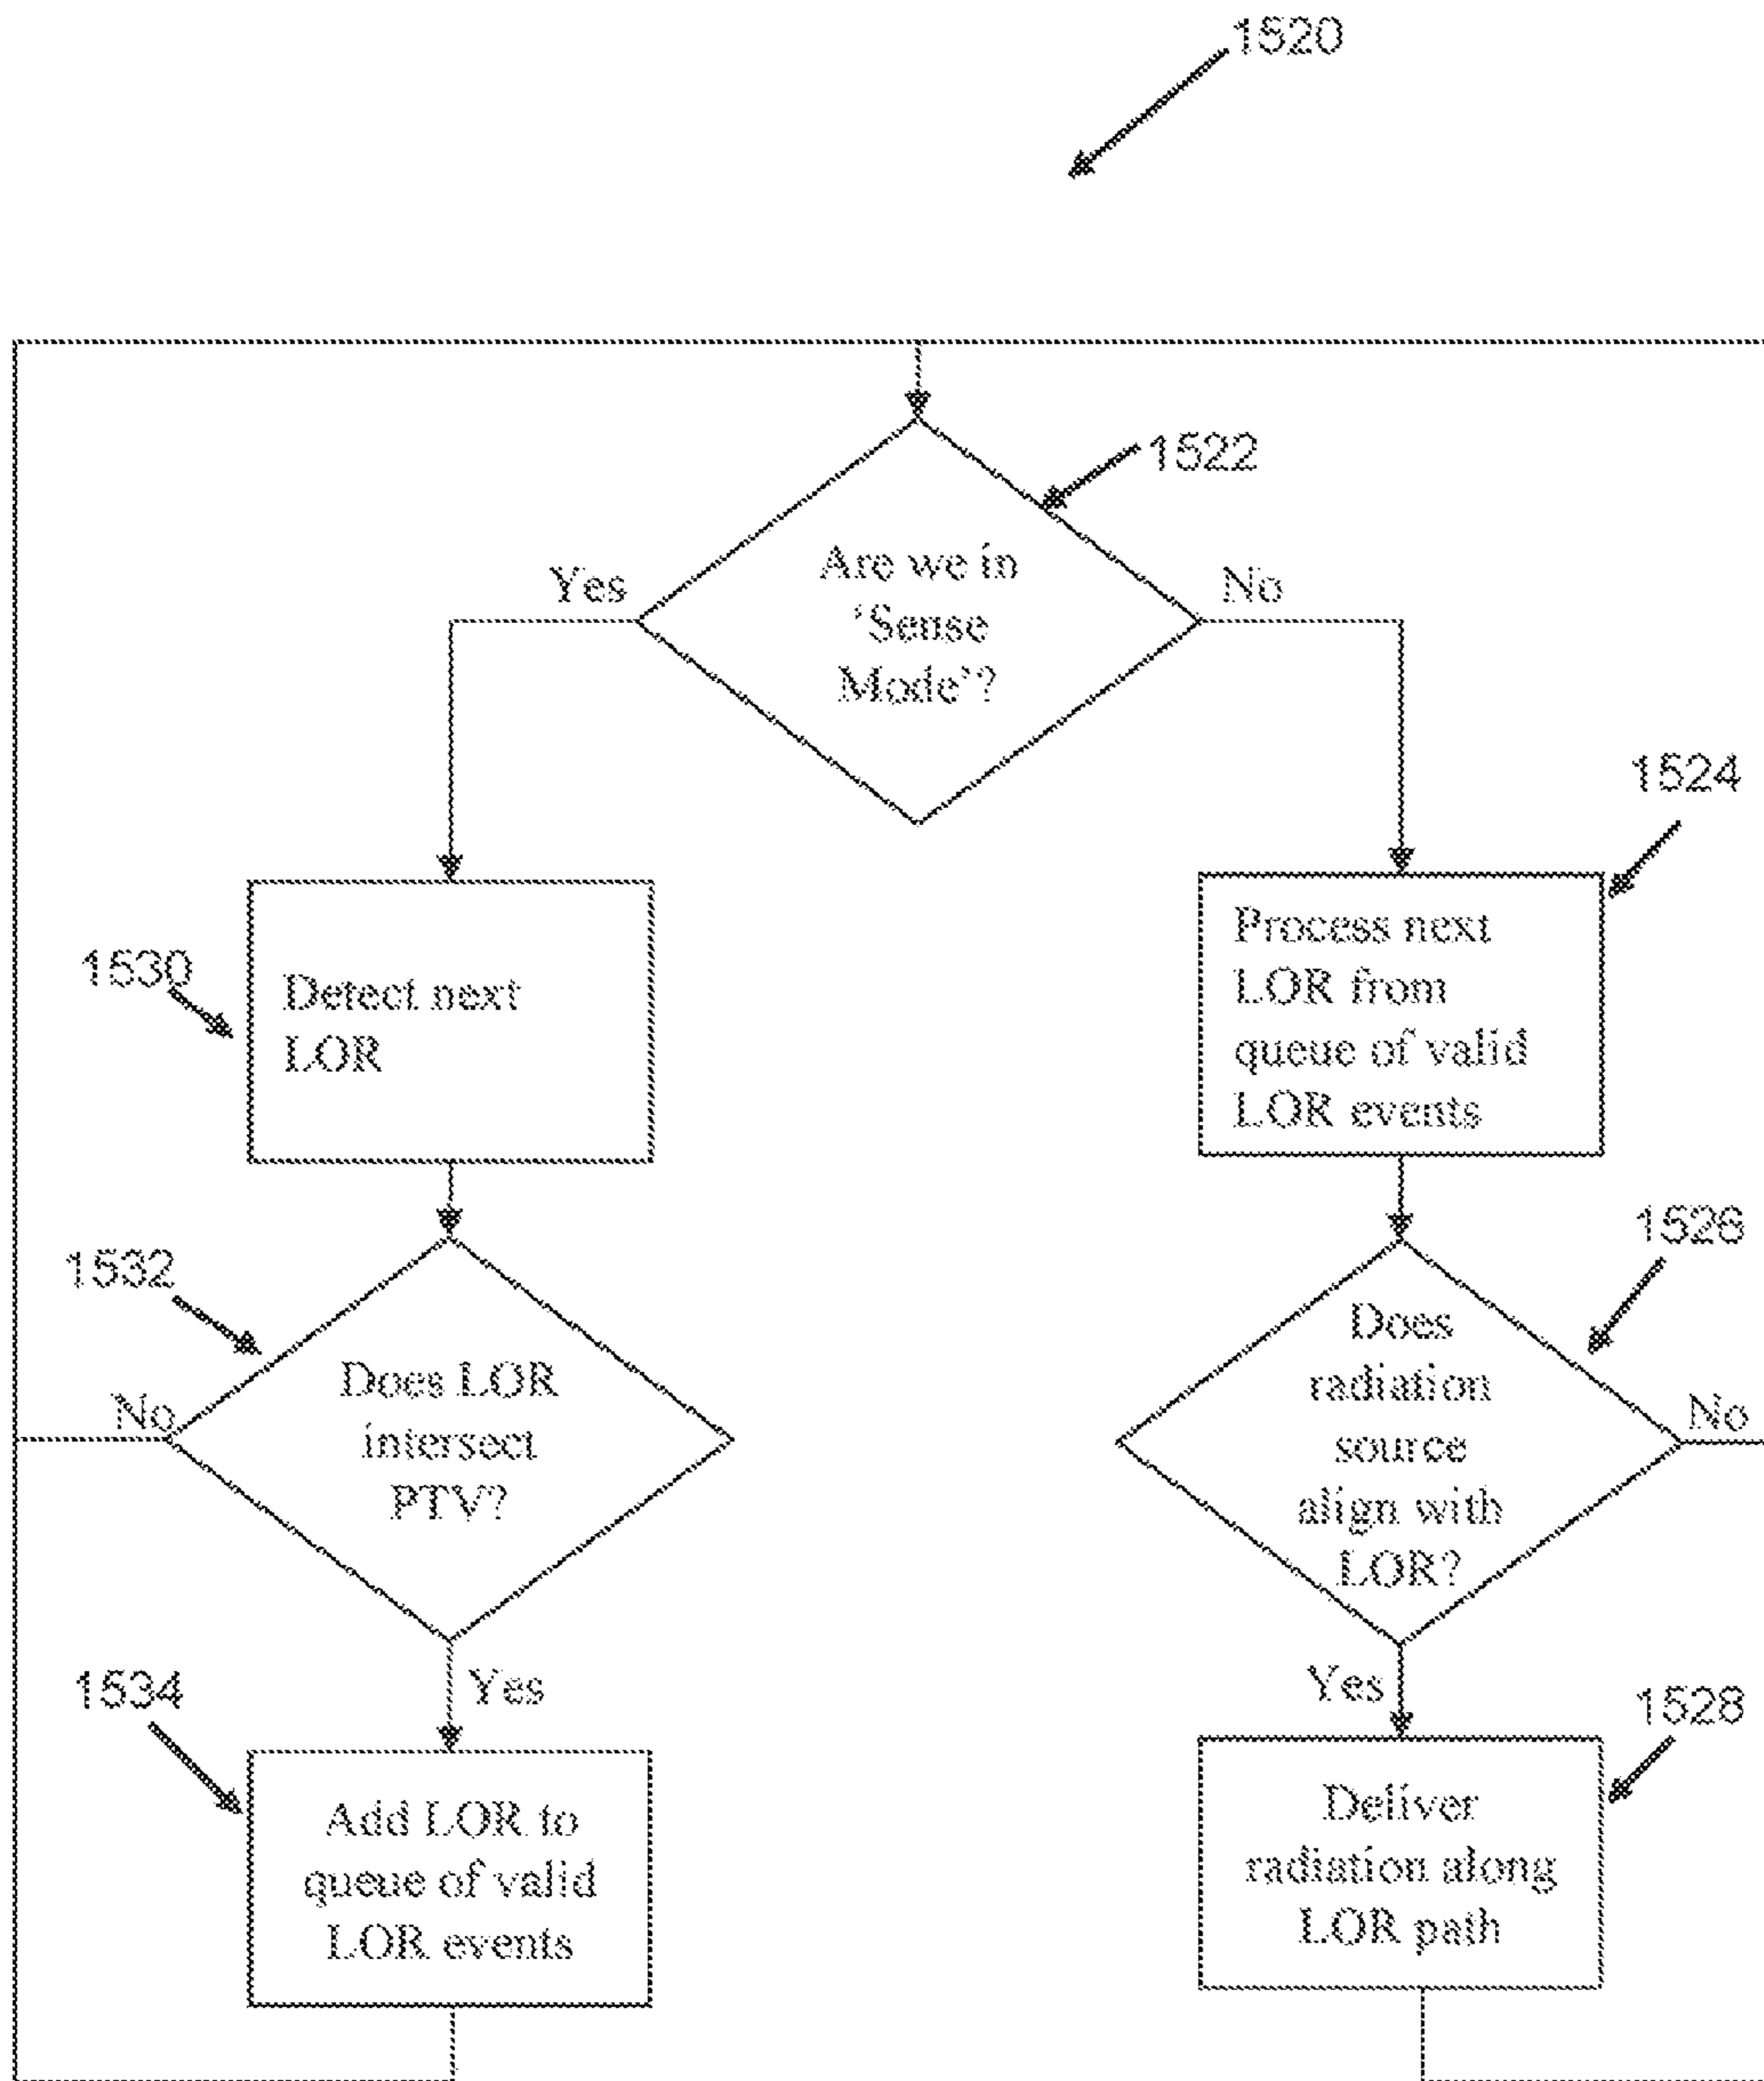 1520
1522
Are we in
‘Sense
Mode’?
Yes
No
1524
Process next
LOR from
queue of valid
LOR events
1530
Detect next
LOR
1526
Does
radiation
source
align with
LOR?
No
1532
Does LOR
intersect
PTV?
No
Yes
Yes
1534
Add LOR to
queue of valid
LOR events
1528
Deliver
radiation along
LOR path